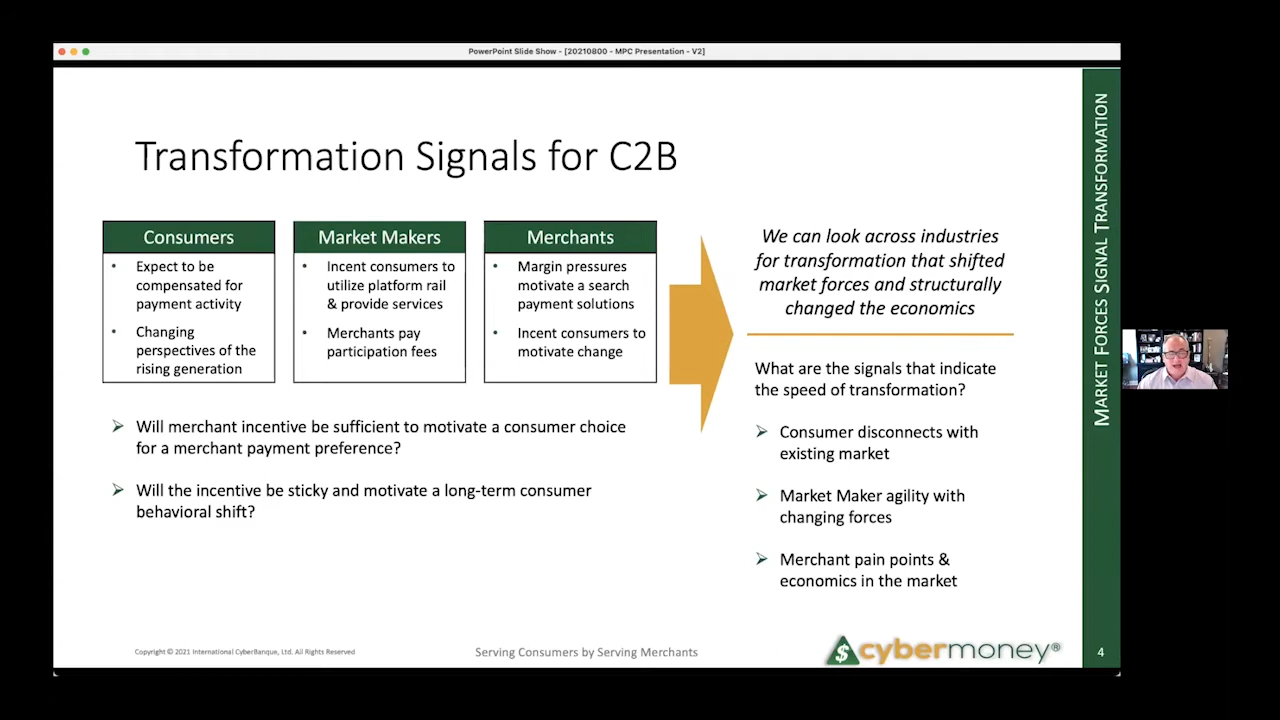 PowerPoint Slide Show - [20210800 - MPC Presentation - V2]
Transformation Signals for C2B
Consumers
• Expect to be
compensated for
payment activity
• Changing
perspectives of the
rising generation
Market Makers
• Incent consumers to
utilize platform rail
& provide services
• Merchants pay
participation fees
Merchants
• Margin pressures
motivate a search
payment solutions
• Incent consumers to
motivate change
➢ Will merchant incentive be sufficient to motivate a consumer choice
for a merchant payment preference?
➢ Will the incentive be sticky and motivate a long-term consumer
behavioral shift?
We can look across industries
for transformation that shifted
market forces and structurally
changed the economics
What are the signals that indicate
the speed of transformation?
➢ Consumer disconnects with
existing market
➢ Market Maker agility with
changing forces
➢ Merchant pain points &
economics in the market
MARKET FORCES SIGNAL TRANSFORMATION
Copyright © 2021 International CyberBanque, Ltd. All Rights Reserved
Serving Consumers by Serving Merchants
$ cybermoney®
4